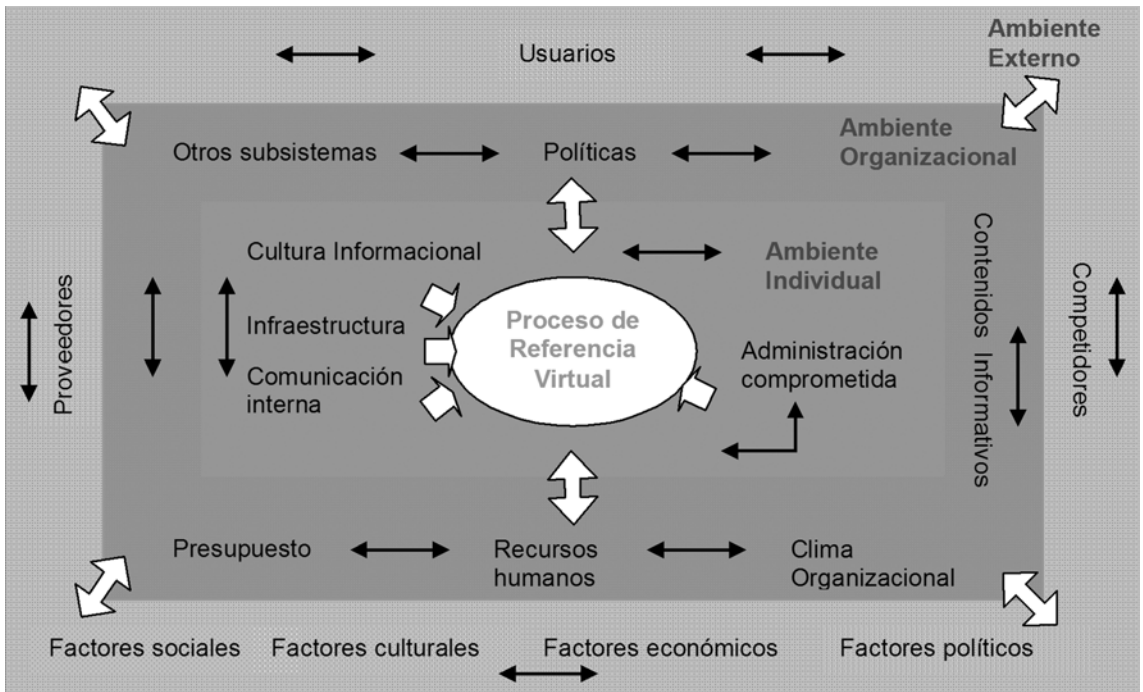 Usuarios
Ambiente
Externo
Otros subsistemas
Políticas
Ambiente
Organizacional
Cultura Informacional
Ambiente
Individual
Proveedores
Infraestructura
Comunicación
interna
Proceso de
Referencia
Virtual
Administración
comprometida
Contenidos Informativos
Competidores
Presupuesto
Recursos
humanos
Clima
Organizacional
Factores sociales
Factores culturales
Factores económicos
Factores políticos